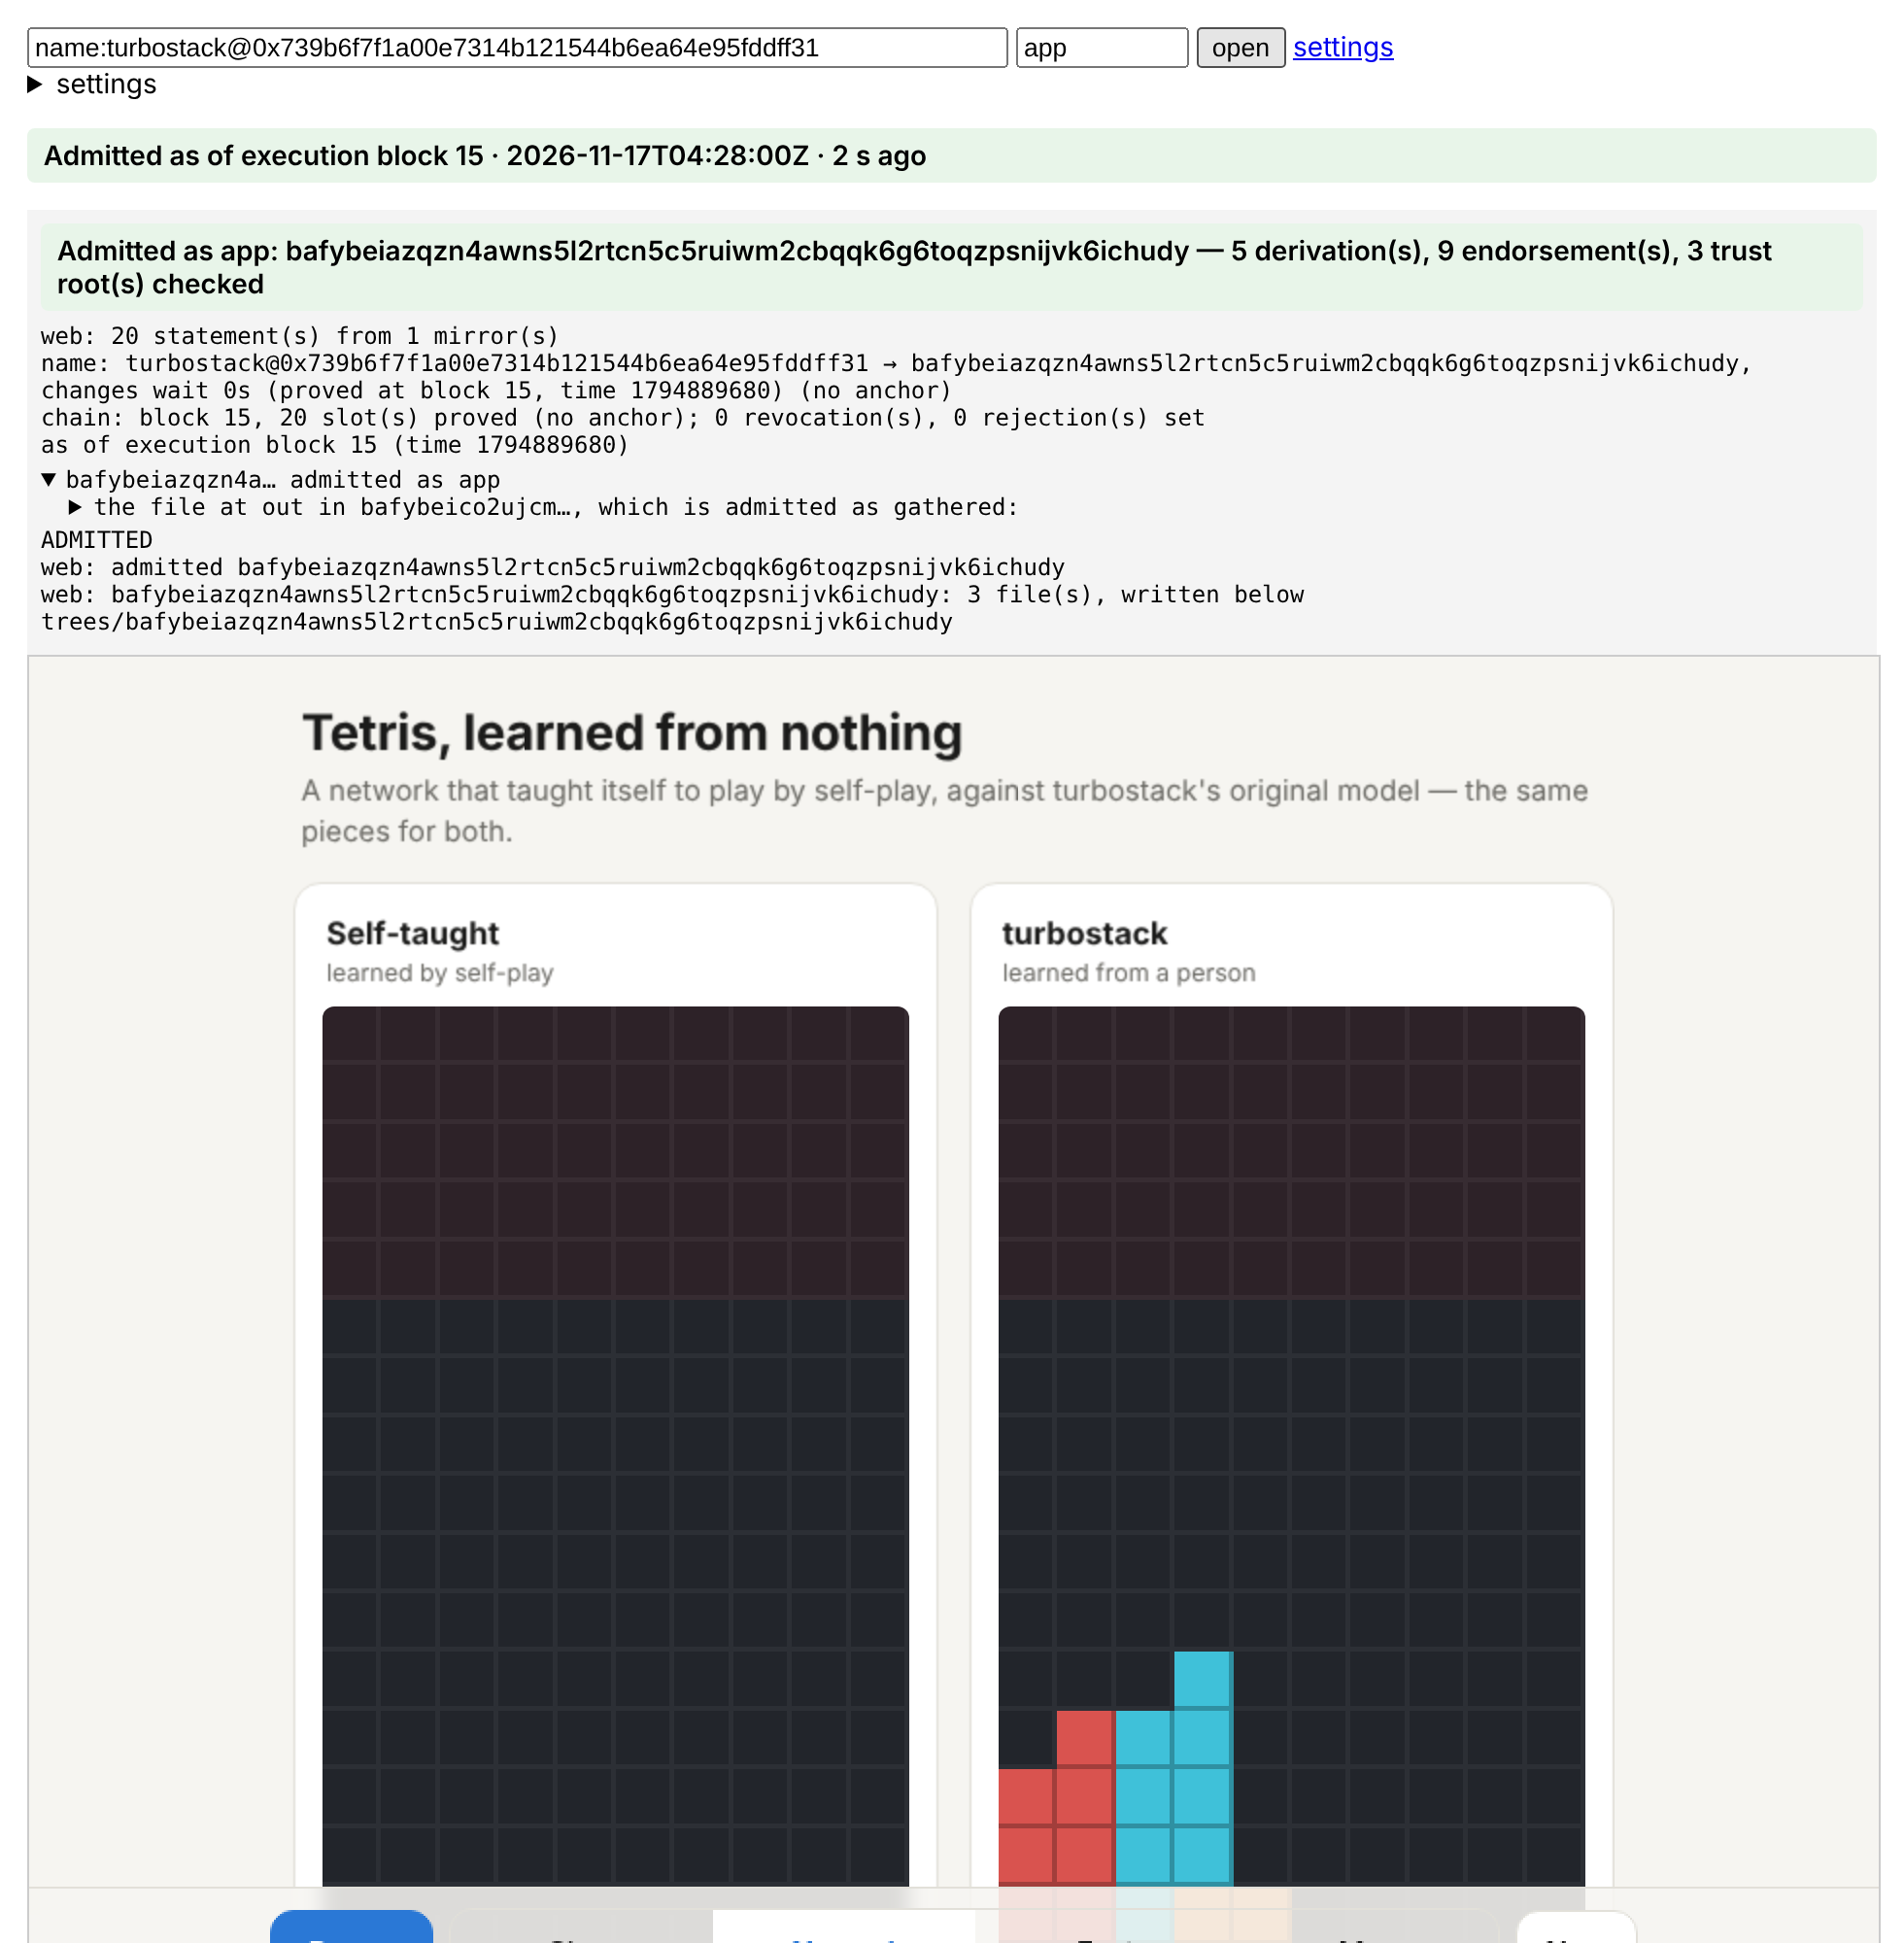 name:turbostack@0x739b6f7f1a00e7314b121544b6ea64e95fddff31 app open settings
▶ settings
Admitted as of execution block 15 · 2026-11-17T04:28:00Z · 2 s ago
Admitted as app: bafybeiazqzn4awns5l2rtcn5c5ruiwm2cbqqk6g6toqzpsnijvk6ichudy — 5 derivation(s), 9 endorsement(s), 3 trust
root(s) checked
web: 20 statement(s) from 1 mirror(s)
name: turbostack@0x739b6f7f1a00e7314b121544b6ea64e95fddff31 → bafybeiazqzn4awns5l2rtcn5c5ruiwm2cbqqk6g6toqzpsnijvk6ichudy,
changes wait 0s (proved at block 15, time 1794889680) (no anchor)
chain: block 15, 20 slot(s) proved (no anchor); 0 revocation(s), 0 rejection(s) set
as of execution block 15 (time 1794889680)
▼ bafybeiazqzn4a… admitted as app
▶ the file at out in bafybeico2ujcm…, which is admitted as gathered:
ADMITTED
web: admitted bafybeiazqzn4awns5l2rtcn5c5ruiwm2cbqqk6g6toqzpsnijvk6ichudy
web: bafybeiazqzn4awns5l2rtcn5c5ruiwm2cbqqk6g6toqzpsnijvk6ichudy: 3 file(s), written below
trees/bafybeiazqzn4awns5l2rtcn5c5ruiwm2cbqqk6g6toqzpsnijvk6ichudy
Tetris, learned from nothing
A network that taught itself to play by self-play, against turbostack's original model — the same
pieces for both.
Self-taught
learned by self-play
turbostack
learned from a person